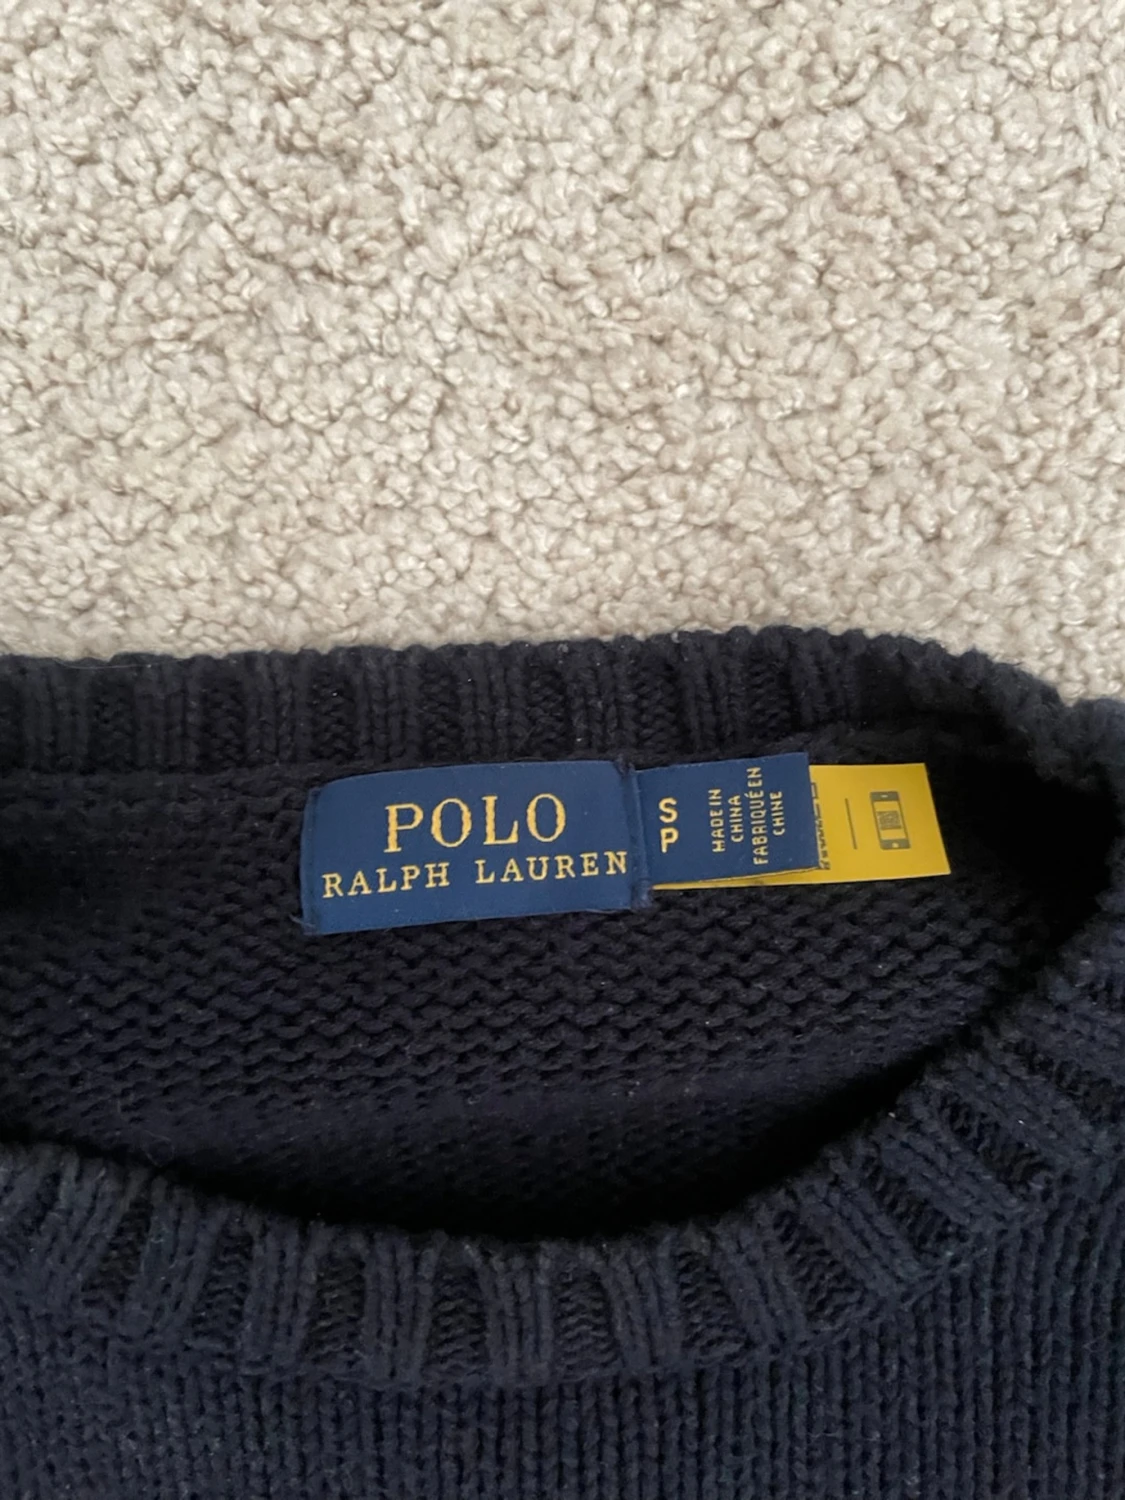 POLO
RALPH LAUREN
S
P
MADE IN
CHINA
FABRIQUÉ EN
CHINE